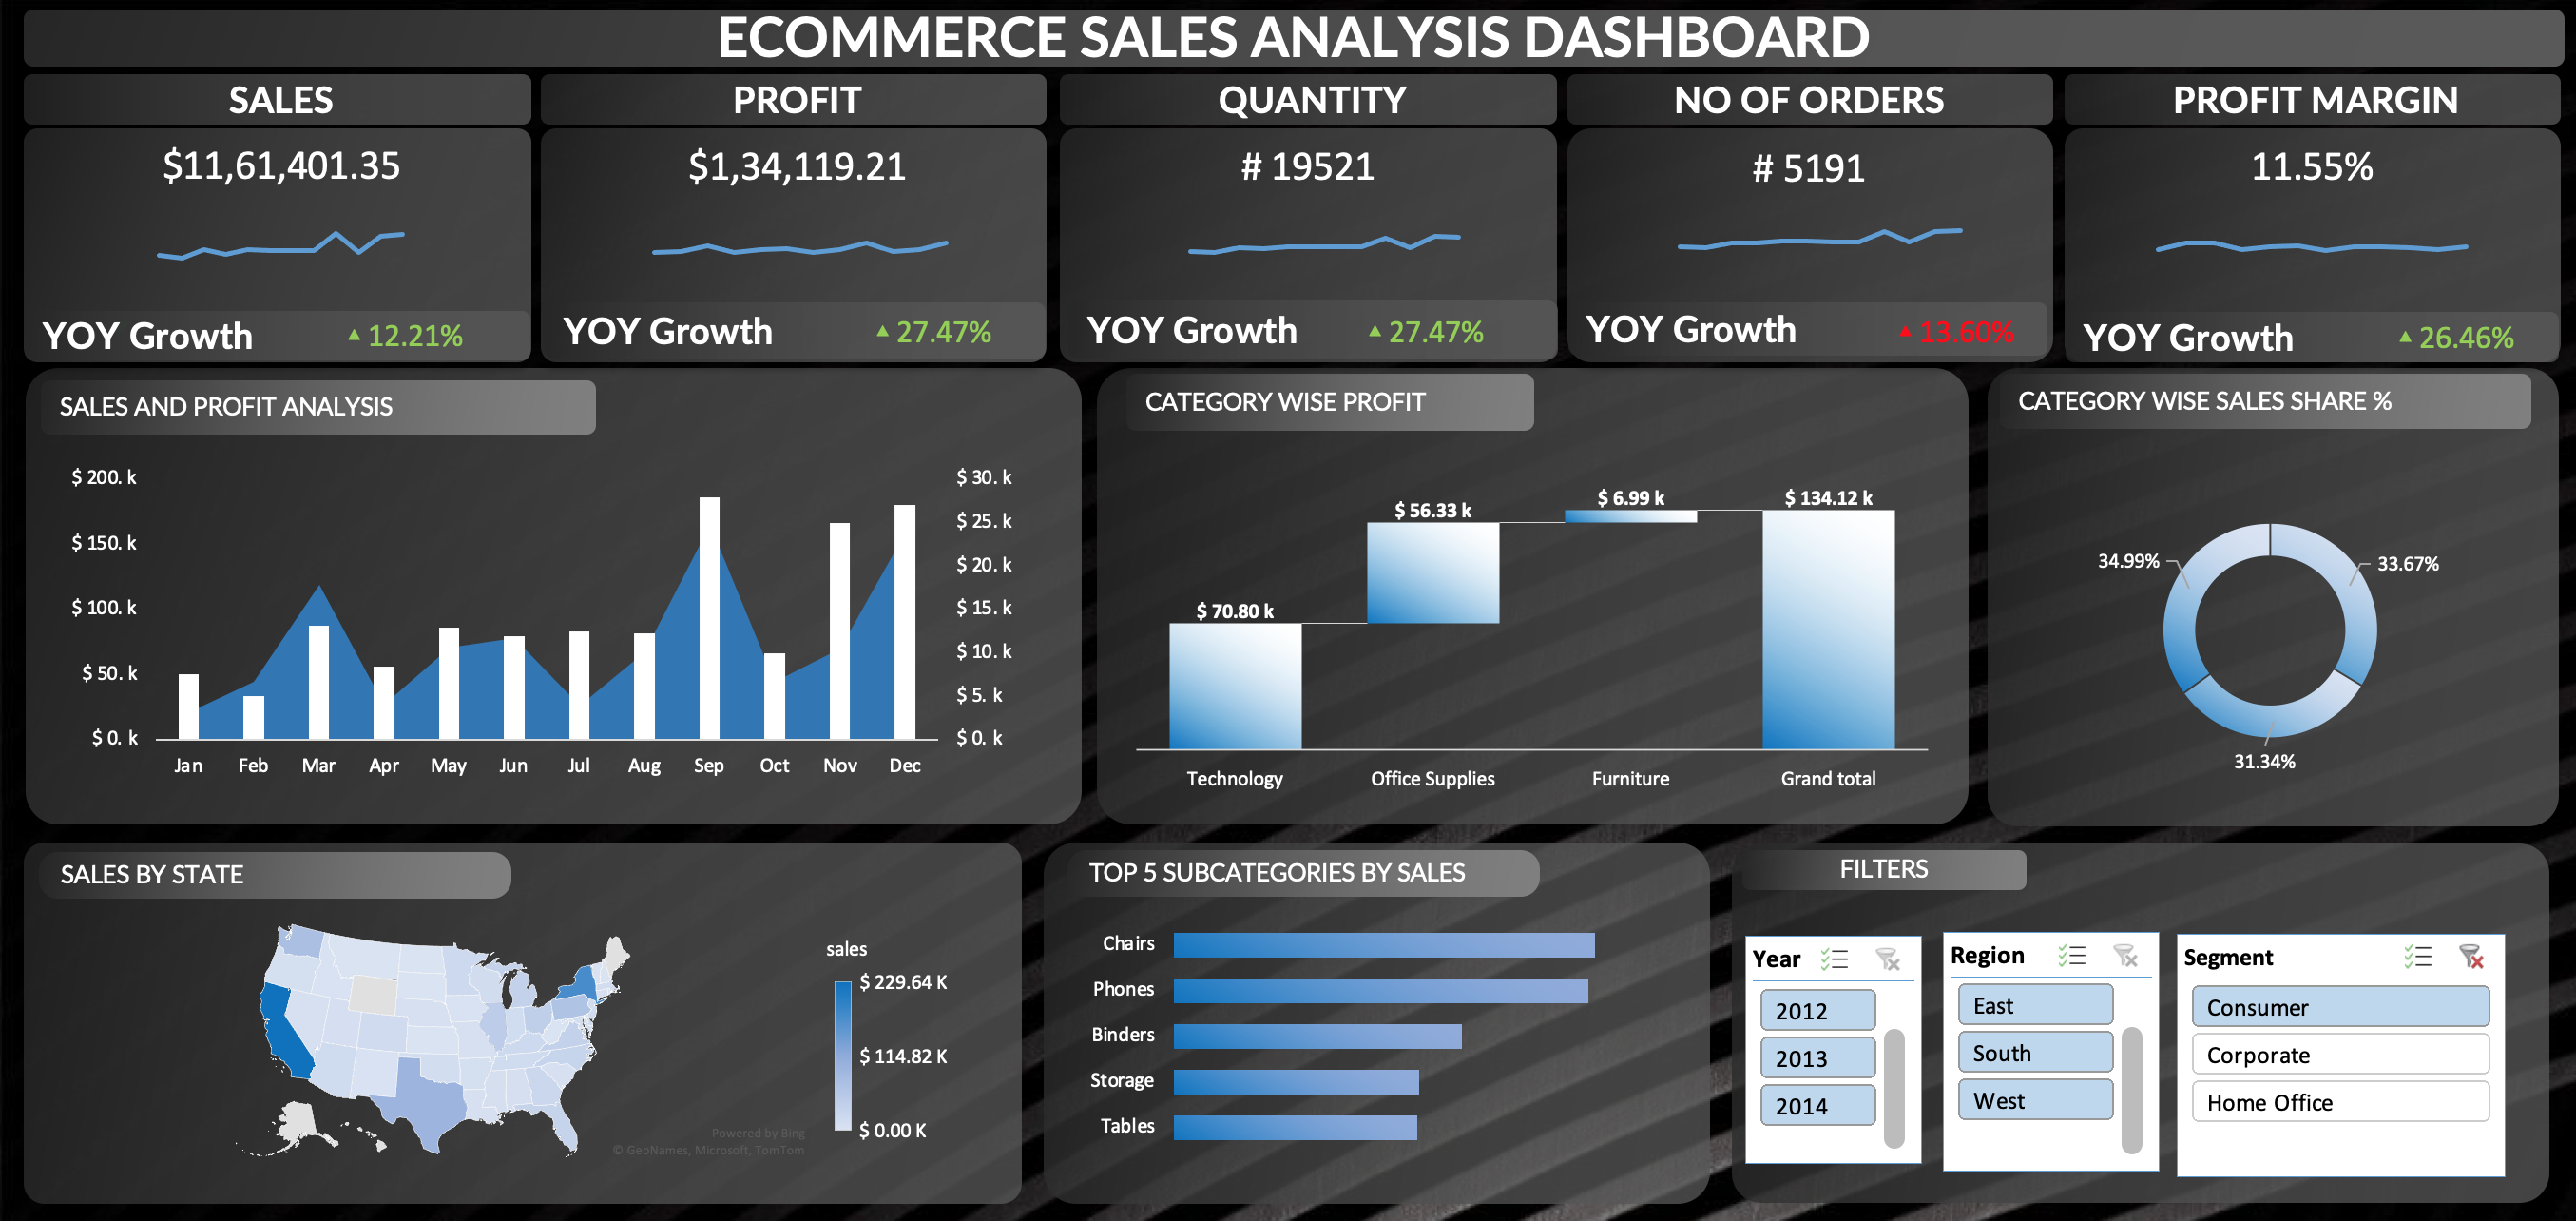 ECOMMERCE SALES ANALYSIS DASHBOARD
SALES
$11,61,401.35
YOY Growth ▲ 12.21%
PROFIT
$1,34,119.21
YOY Growth ▲ 27.47%
QUANTITY
# 19521
YOY Growth ▲ 27.47%
NO OF ORDERS
# 5191
YOY Growth ▲ 13.60%
PROFIT MARGIN
11.55%
YOY Growth ▲ 26.46%
SALES AND PROFIT ANALYSIS
$ 200. k
$ 150. k
$ 100. k
$ 50. k
$ 0. k
$ 30. k
$ 25. k
$ 20. k
$ 15. k
$ 10. k
$ 5. k
$ 0. k
Jan Feb Mar Apr May Jun Jul Aug Sep Oct Nov Dec
CATEGORY WISE PROFIT
$ 70.80 k
$ 56.33 k
$ 6.99 k
$ 134.12 k
Technology Office Supplies Furniture Grand total
CATEGORY WISE SALES SHARE %
34.99%
33.67%
31.34%
SALES BY STATE
sales
$ 229.64 K
$ 114.82 K
$ 0.00 K
Powered by Bing
© GeoNames, Microsoft, TomTom
TOP 5 SUBCATEGORIES BY SALES
Chairs
Phones
Binders
Storage
Tables
FILTERS
Year
2012
2013
2014
Region
East
South
West
Segment
Consumer
Corporate
Home Office